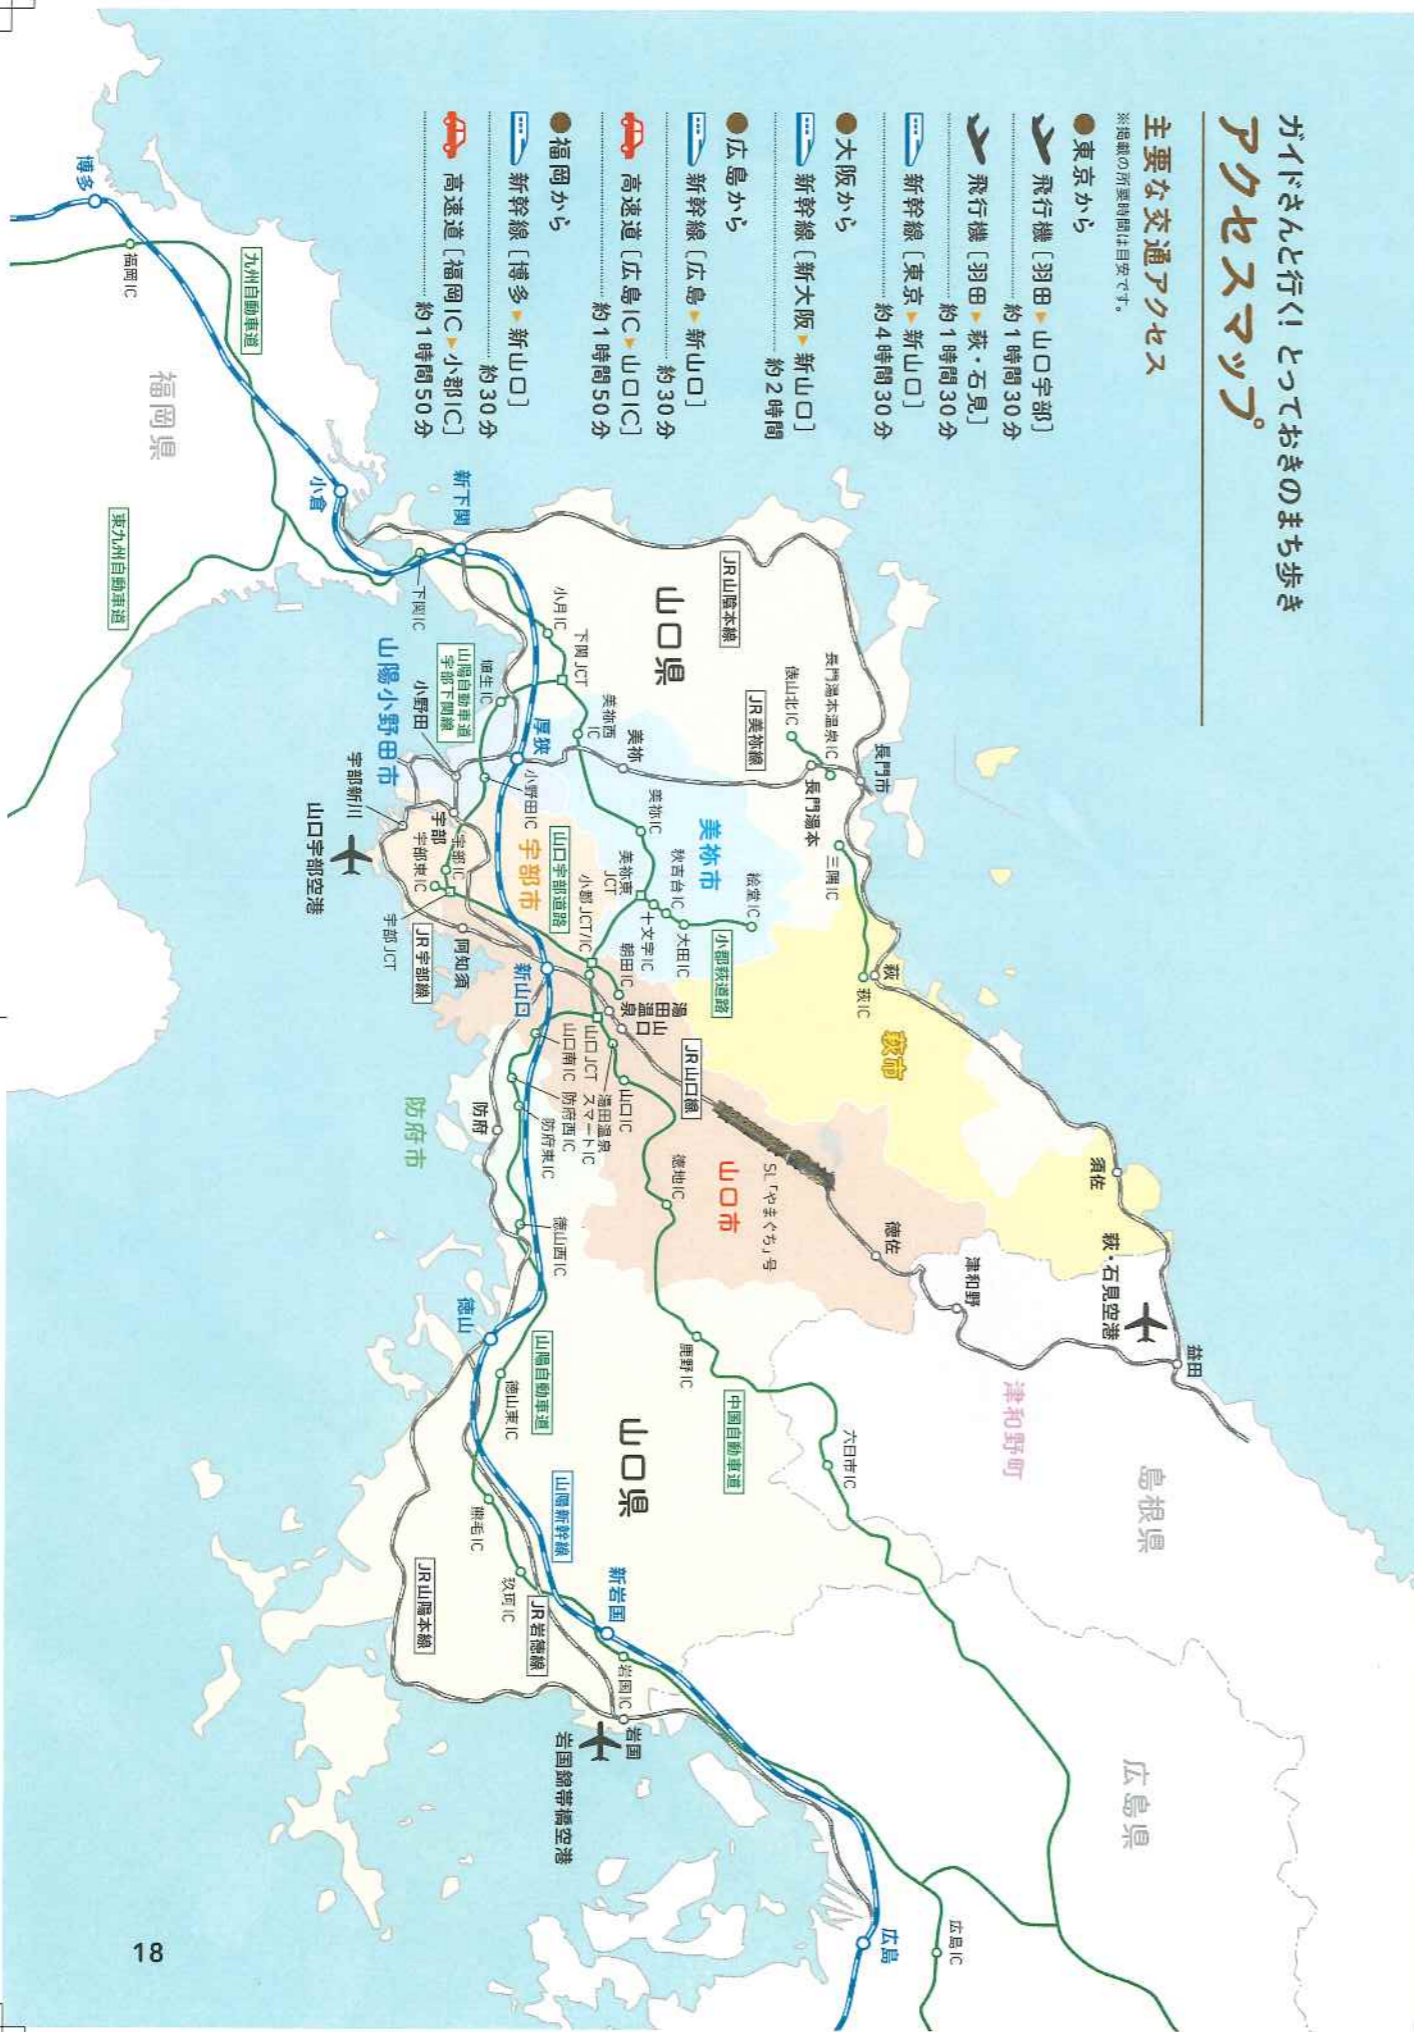 ガイドさんと行く! とっておきのまち歩き
アクセスマップ
主要な交通アクセス
※掲載の所要時間は目安です。
●東京から
飛行機［羽田▶山口宇部］
約1時間30分
飛行機［羽田▶萩・石見］
約1時間30分
新幹線［東京▶新山口］
約4時間30分
●大阪から
新幹線［新大阪▶新山口］
約2時間
●広島から
新幹線［広島▶新山口］
約30分
高速道［広島IC▶山口IC］
約1時間50分
●福岡から
新幹線［博多▶新山口］
約30分
高速道［福岡IC▶小郡IC］
約1時間50分
島根県
広島県
益田
萩・石見空港
須佐
津和野町
津和野
徳佐
萩市
萩
萩IC
三隅IC
長門市
長門湯本温泉IC
長門湯本
俵山北IC
JR美祢線
JR山陰本線
六日市IC
広島IC
広島
SL「やまぐち」号
山口市
中国自動車道
鹿野IC
徳地IC
JR山口線
小郡萩道路
絵堂IC
美祢市
大田IC
秋吉台IC
十文字IC
美祢東
JCT
美祢IC
美祢
美祢西
IC
山口県
下関JCT
小月IC
新下関
下関IC
小倉
博多
福岡IC
九州自動車道
福岡県
東九州自動車道
湯田
温泉
山口
朝田IC
小郡JCT/IC
山口IC
湯田温泉
スマートIC
山口JCT
山口南IC
防府西IC
防府東IC
山口宇部道路
宇部市
小野田IC
厚狭
埴生IC
山陽自動車道
宇部下関線
小野田
山陽小野田市
宇部新川
宇部
宇部IC
宇部東IC
宇部JCT
山口宇部空港
JR宇部線
阿知須
新山口
防府
防府市
徳山西IC
徳山
山陽自動車道
徳山東IC
山口県
山陽新幹線
熊毛IC
玖珂IC
JR山陽本線
JR岩徳線
新岩国
岩国IC
岩国
岩国錦帯橋空港
18